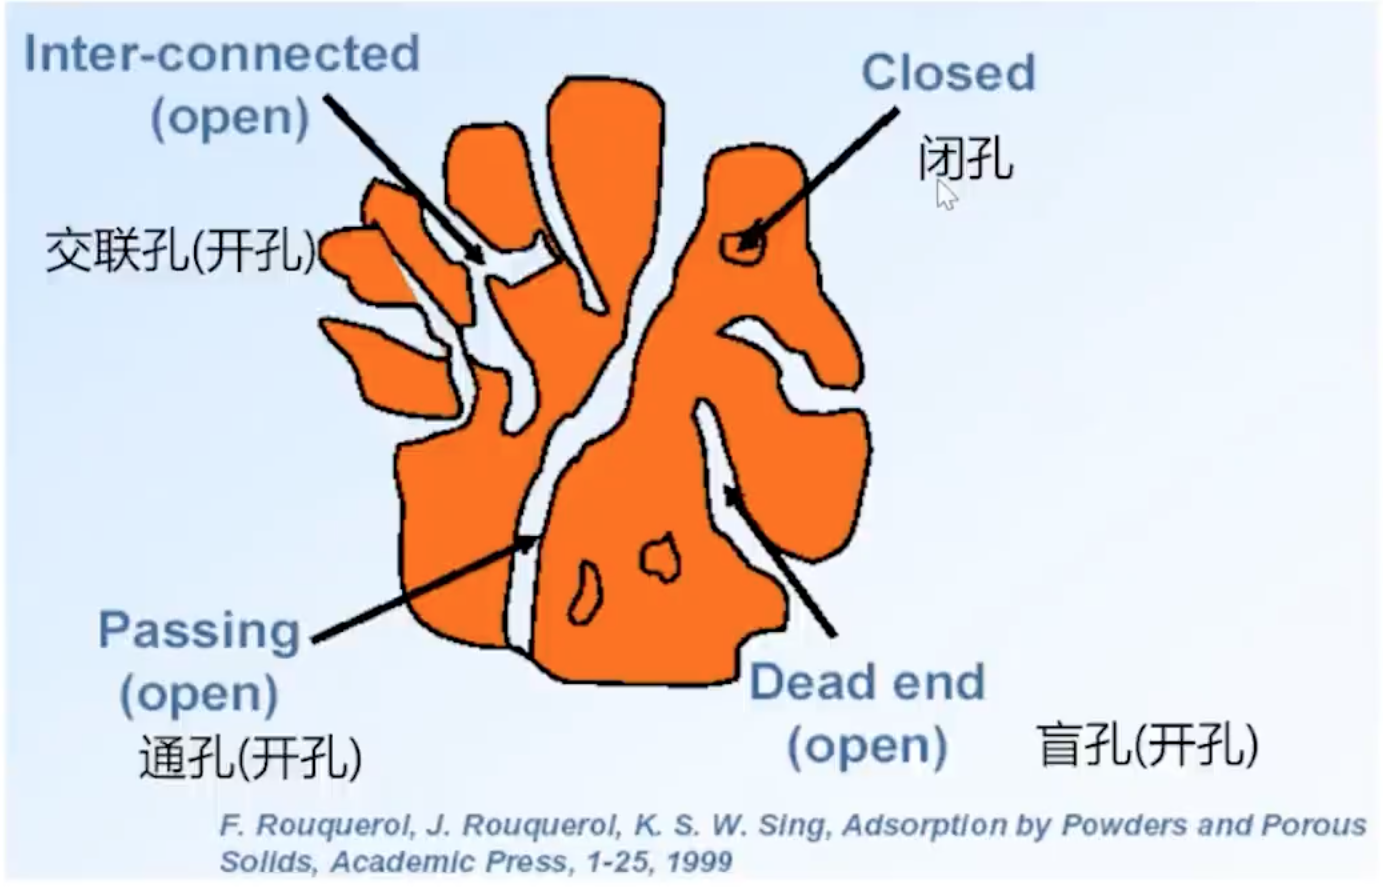 Inter-connected
(open)
Closed
闭孔
交联孔(开孔)
Passing
(open)
通孔(开孔)
Dead end
(open)
盲孔(开孔)
F. Rouquerol, J. Rouquerol, K. S. W. Sing, Adsorption by Powders and Porous
Solids, Academic Press, 1-25, 1999